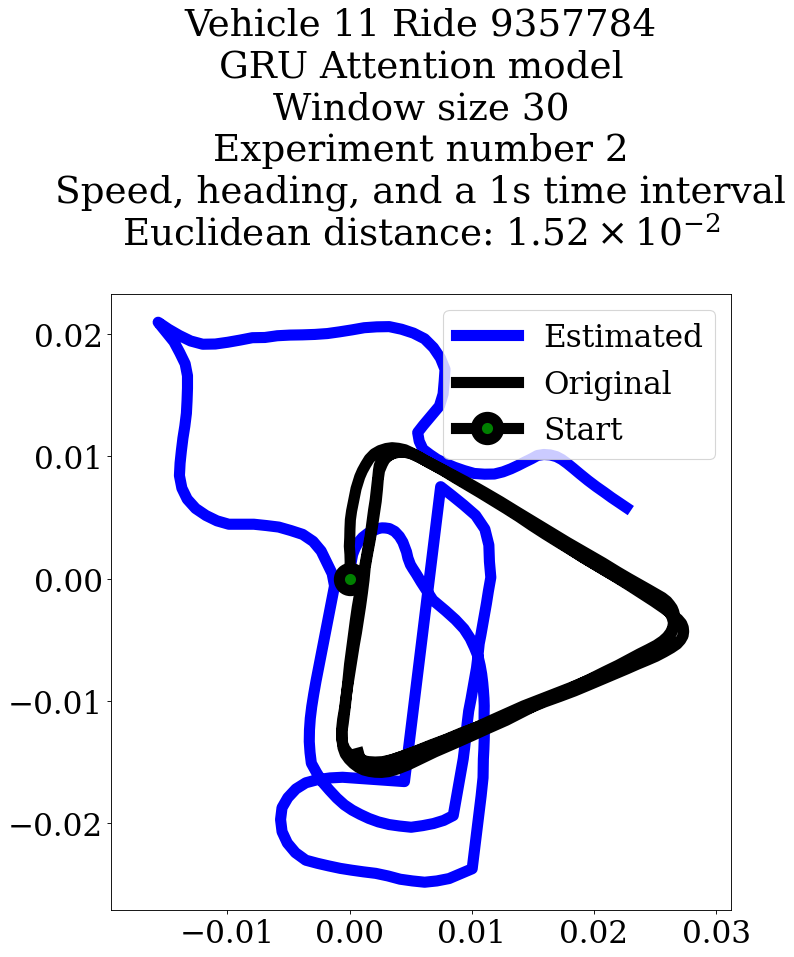 Vehicle 11 Ride 9357784
GRU Attention model
Window size 30
Experiment number 2
Speed, heading, and a 1s time interval
Euclidean distance: 1.52 × 10⁻²
Estimated
Original
Start
0.02
0.01
0.00
−0.01
−0.02
−0.01 0.00 0.01 0.02 0.03